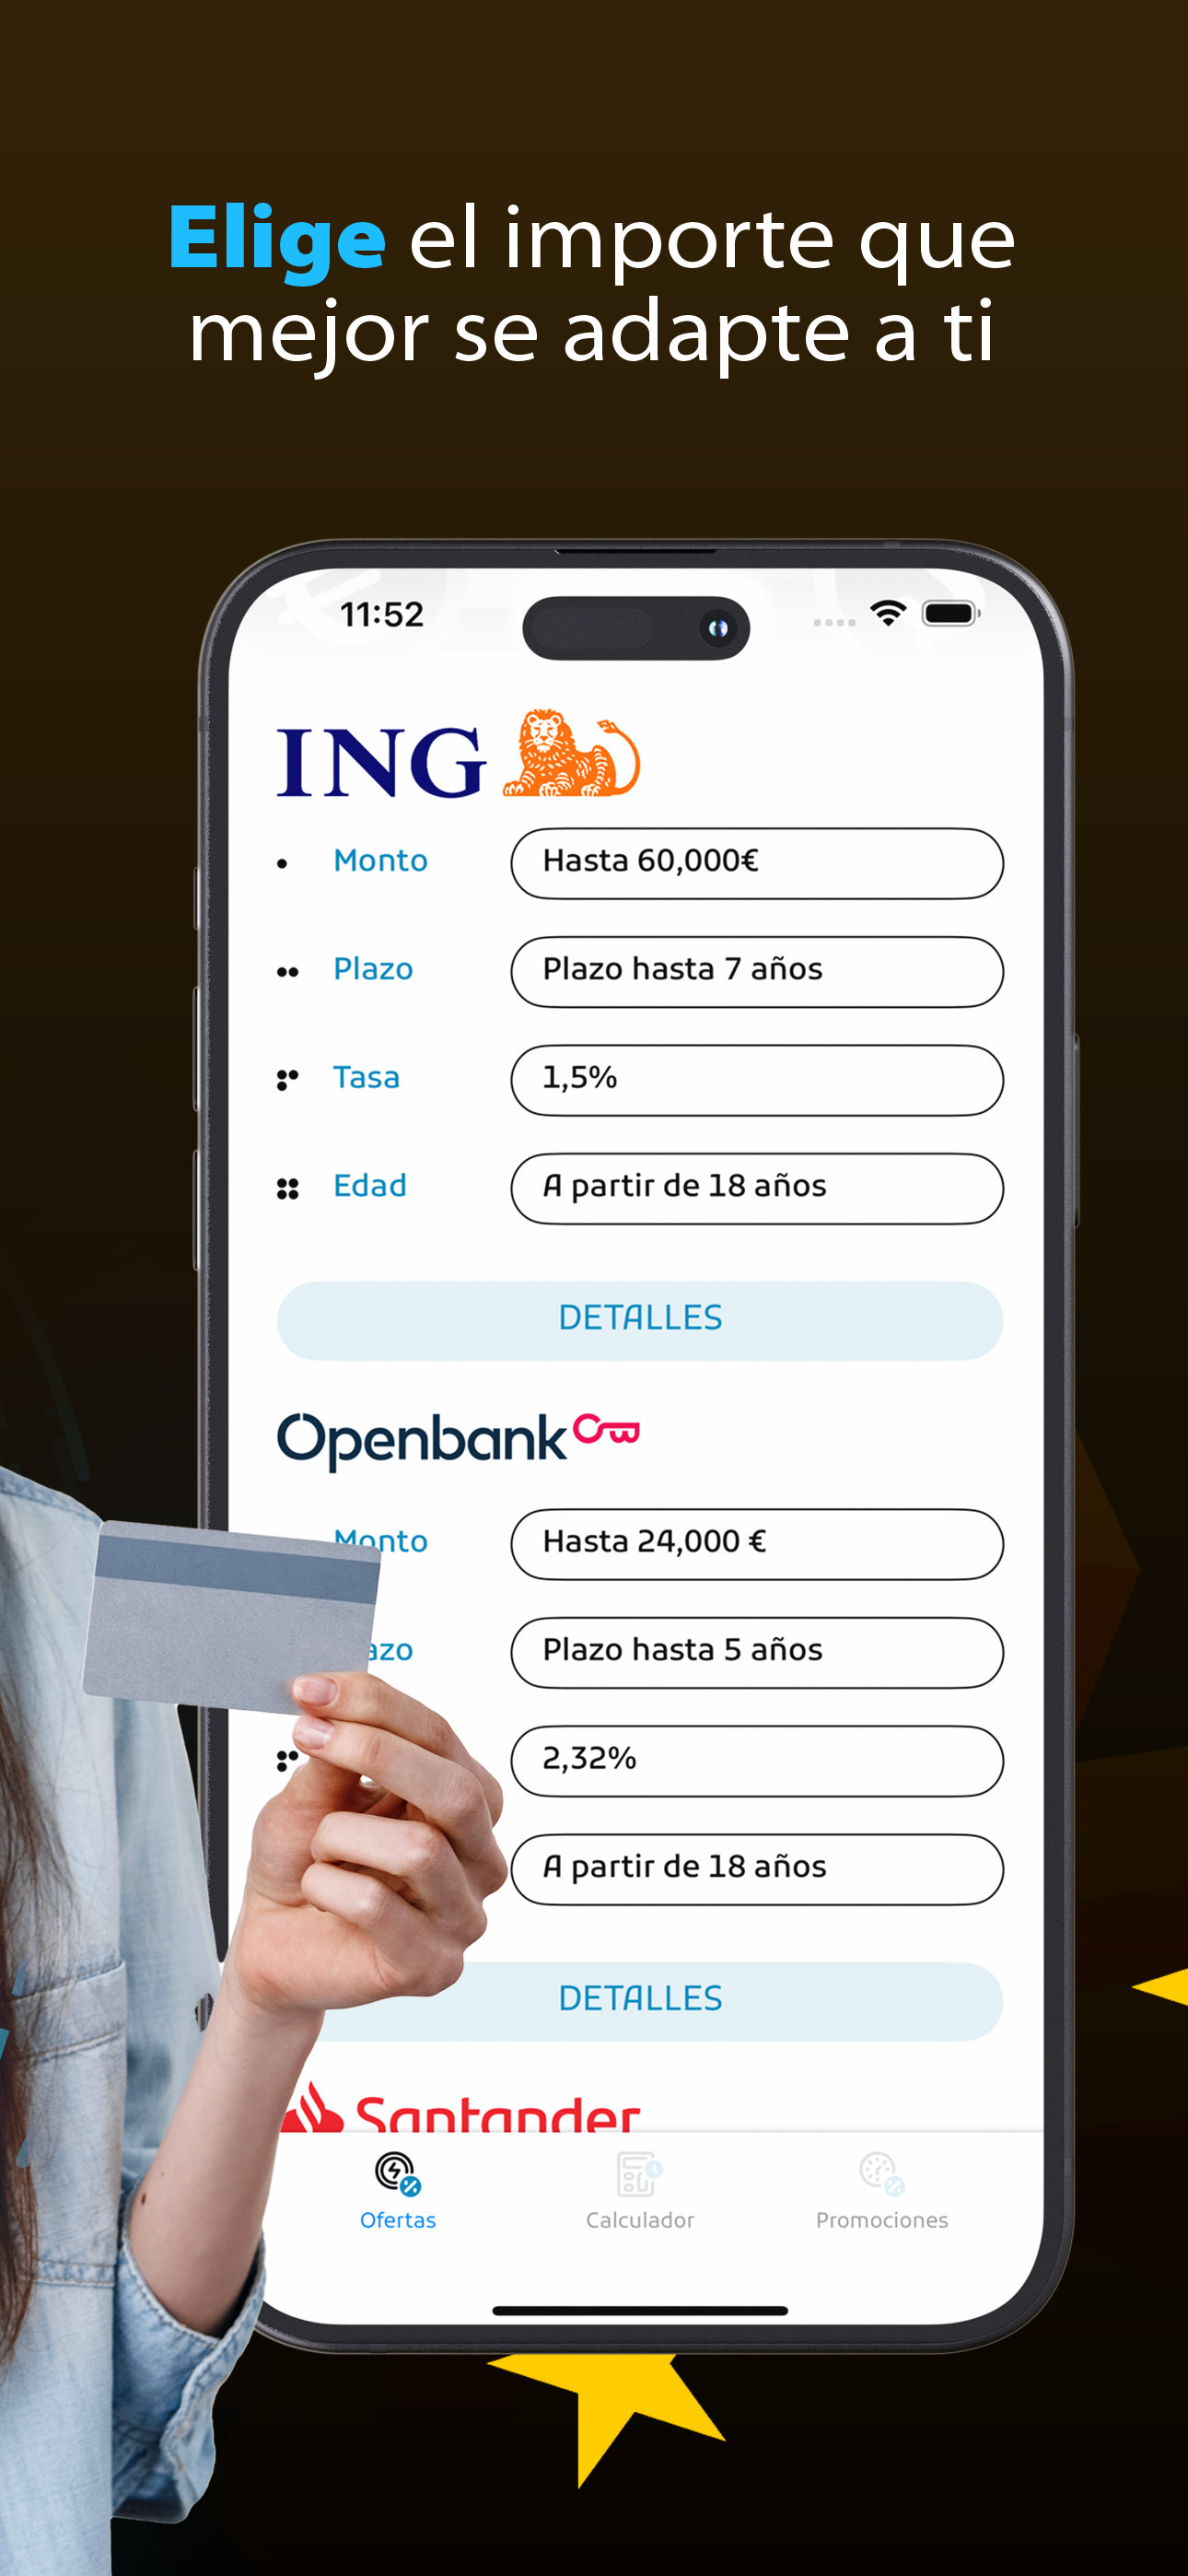 Elige el importe que
mejor se adapte a ti
11:52
ING
Monto Hasta 60,000€
Plazo Plazo hasta 7 años
Tasa 1,5%
Edad A partir de 18 años
DETALLES
Openbank
Monto Hasta 24,000 €
azo Plazo hasta 5 años
2,32%
A partir de 18 años
DETALLES
Santander
Ofertas Calculador Promociones